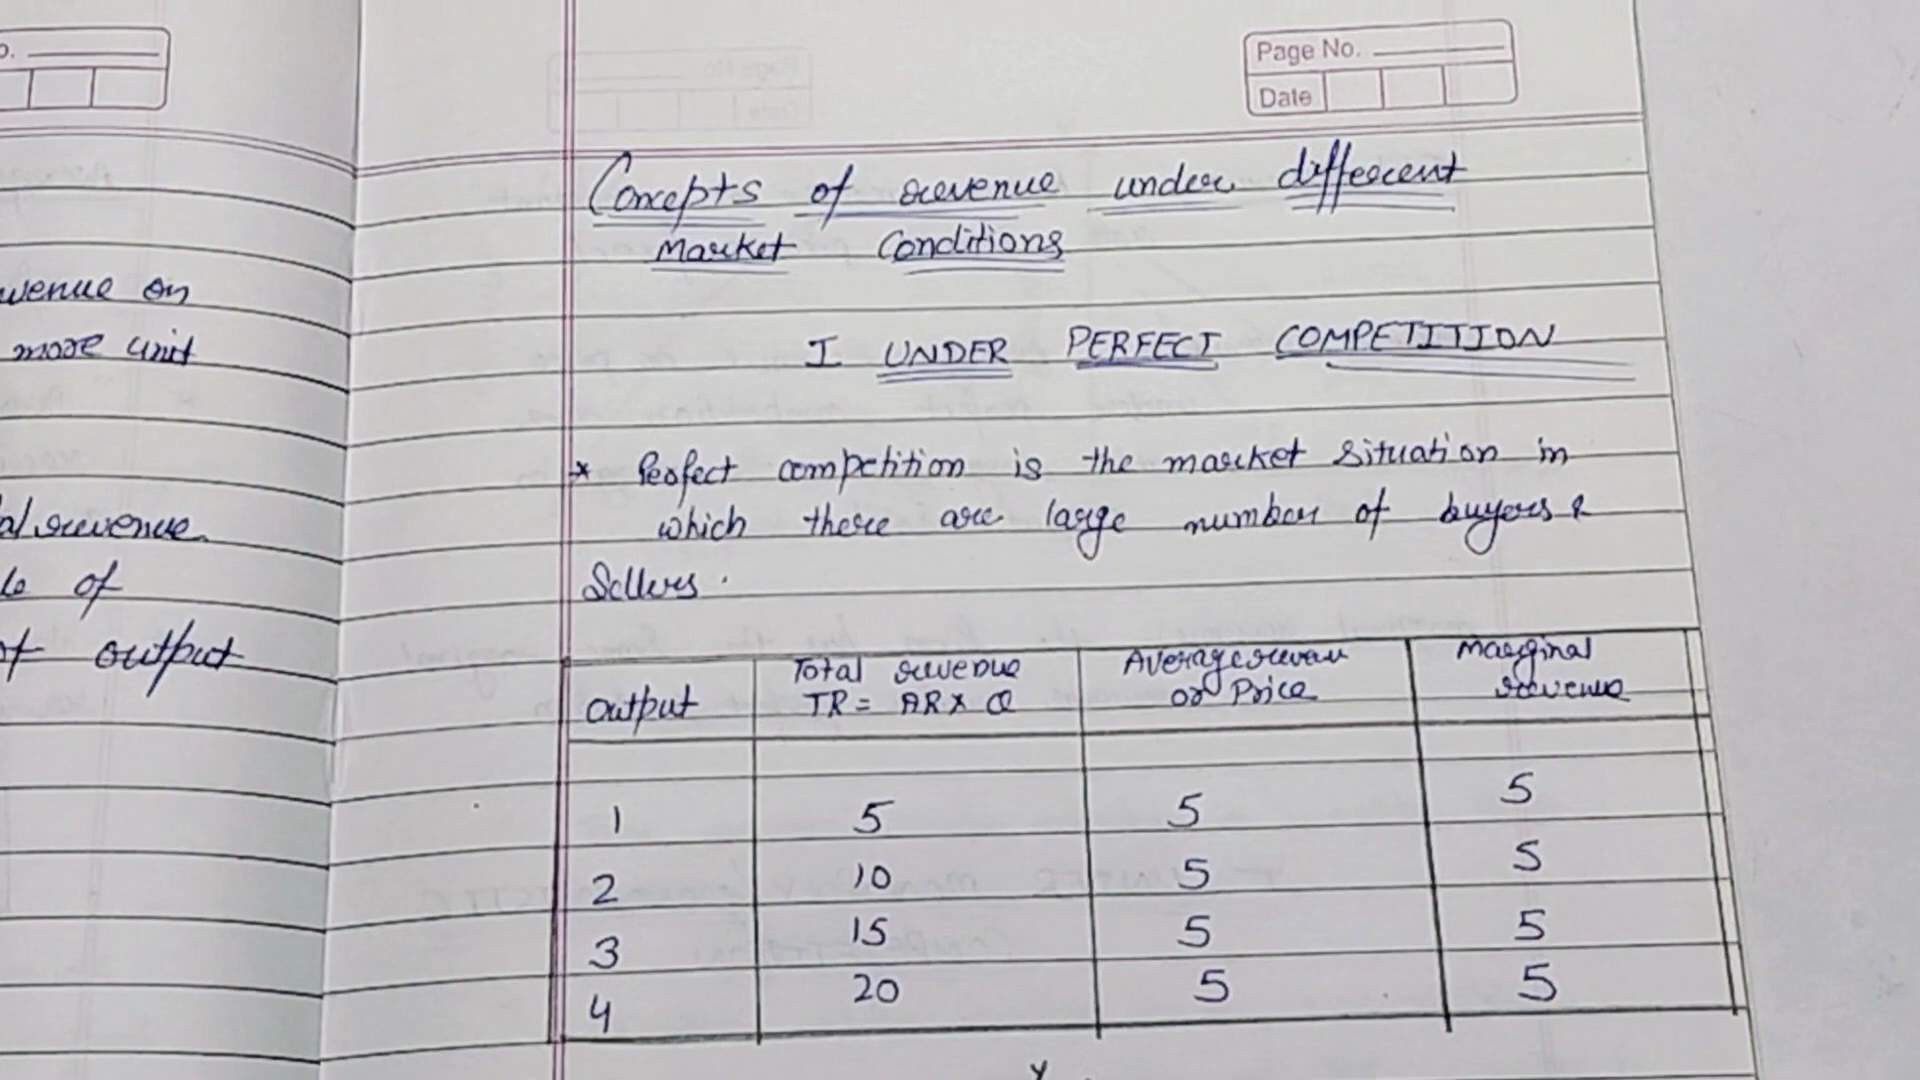 Page No.
Date
wenue on
more unit
revenue
of
output
Concepts of revenue under different
Market Conditions
I UNDER PERFECT COMPETITION
* Perfect competition is the market situation in
which there are large number of buyers &
Sellers.
Output Total revenue TR = AR x Q Average revenue or Price Marginal revenue
1 5 5 5
2 10 5 5
3 15 5 5
4 20 5 5
Y